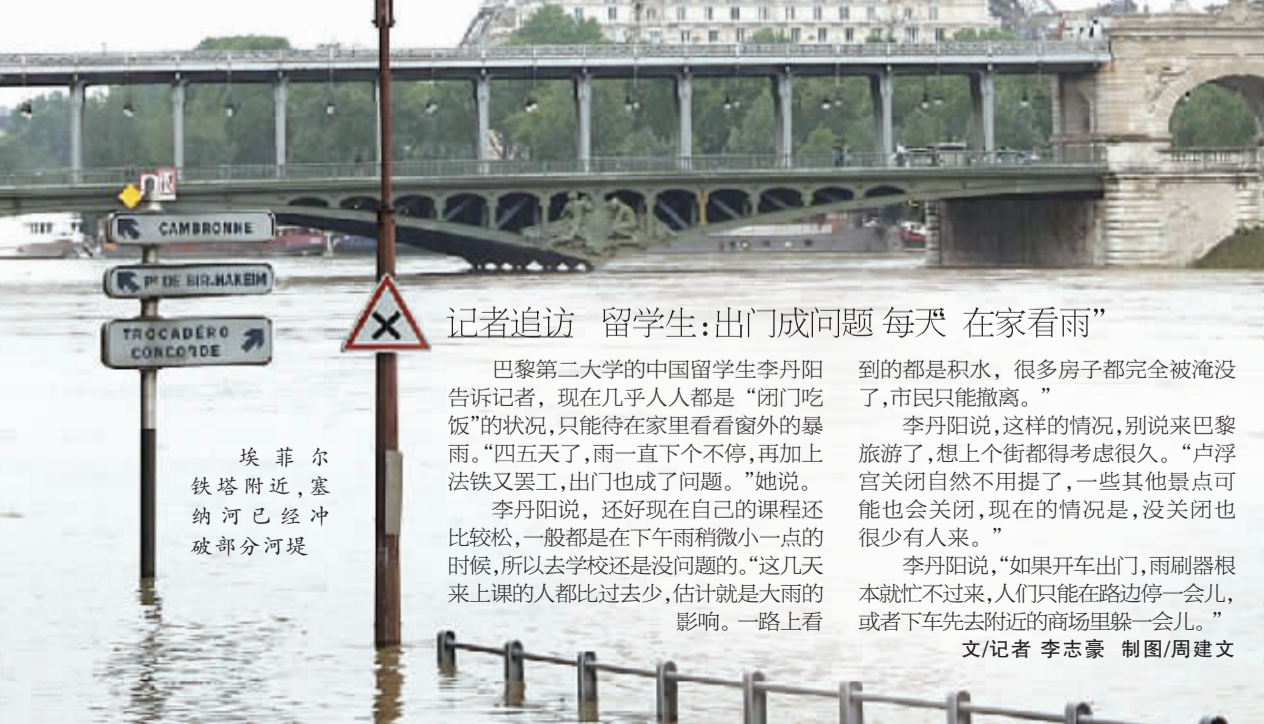 CAMBRONNE
PT DE BIR-HAKEIM
TROCADÉRO
CONCORDE
记者追访 留学生:出门成问题 每天“在家看雨”
埃菲尔
铁塔附近,塞
纳河已经冲
破部分河堤
巴黎第二大学的中国留学生李丹阳
告诉记者，现在几乎人人都是“闭门吃
饭”的状况,只能待在家里看看窗外的暴
雨。“四五天了,雨一直下个不停,再加上
法铁又罢工,出门也成了问题。”她说。
李丹阳说，还好现在自己的课程还
比较松,一般都是在下午雨稍微小一点的
时候,所以去学校还是没问题的。“这几天
来上课的人都比过去少,估计就是大雨的
影响。一路上看
到的都是积水，很多房子都完全被淹没
了,市民只能撤离。”
李丹阳说,这样的情况,别说来巴黎
旅游了,想上个街都得考虑很久。“卢浮
宫关闭自然不用提了,一些其他景点可
能也会关闭,现在的情况是,没关闭也
很少有人来。”
李丹阳说,“如果开车出门,雨刷器根
本就忙不过来,人们只能在路边停一会儿,
或者下车先去附近的商场里躲一会儿。”
文/记者 李志豪 制图/周建文